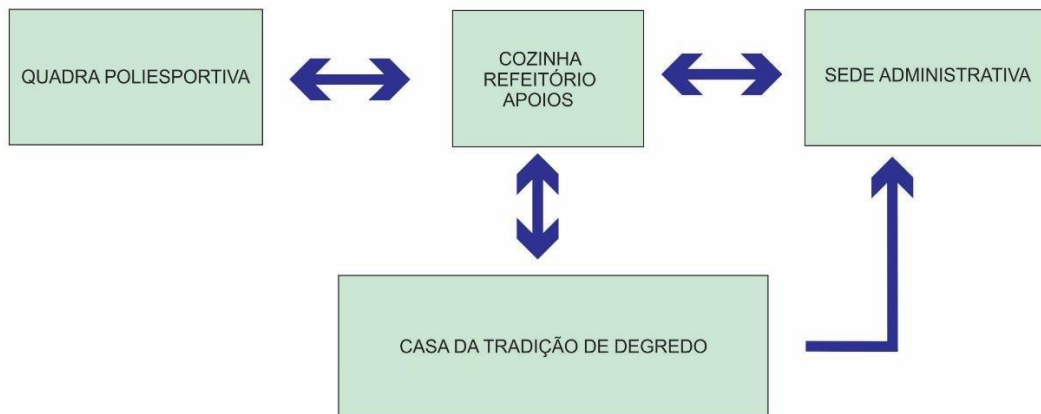 QUADRA POLIESPORTIVA
COZINHA
REFEITÓRIO
APOIOS
SEDE ADMINISTRATIVA
CASA DA TRADIÇÃO DE DEGREDO